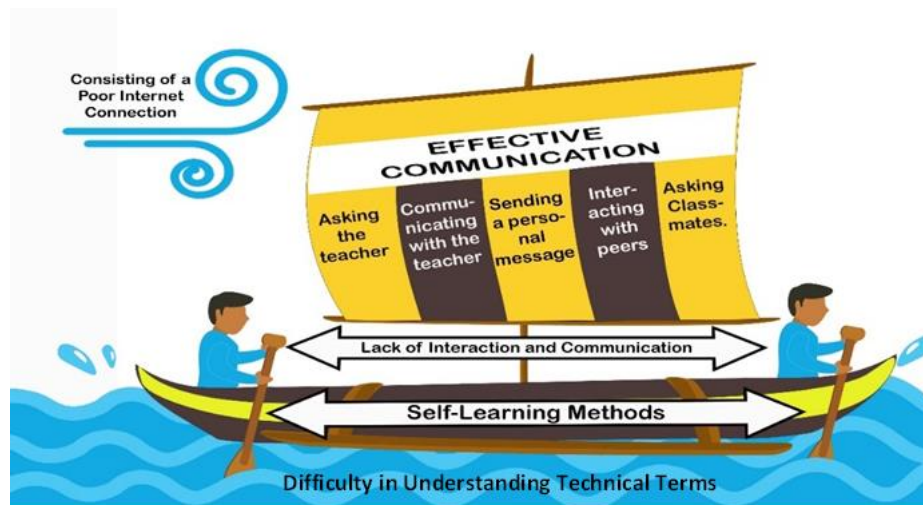 Consisting of a
Poor Internet
Connection
EFFECTIVE
COMMUNICATION
Asking
the
teacher
Commu-
nicating
with the
teacher
Sending
a perso-
nal
message
Inter-
acting
with
peers
Asking
Class-
mates.
Lack of Interaction and Communication
Self-Learning Methods
Difficulty in Understanding Technical Terms